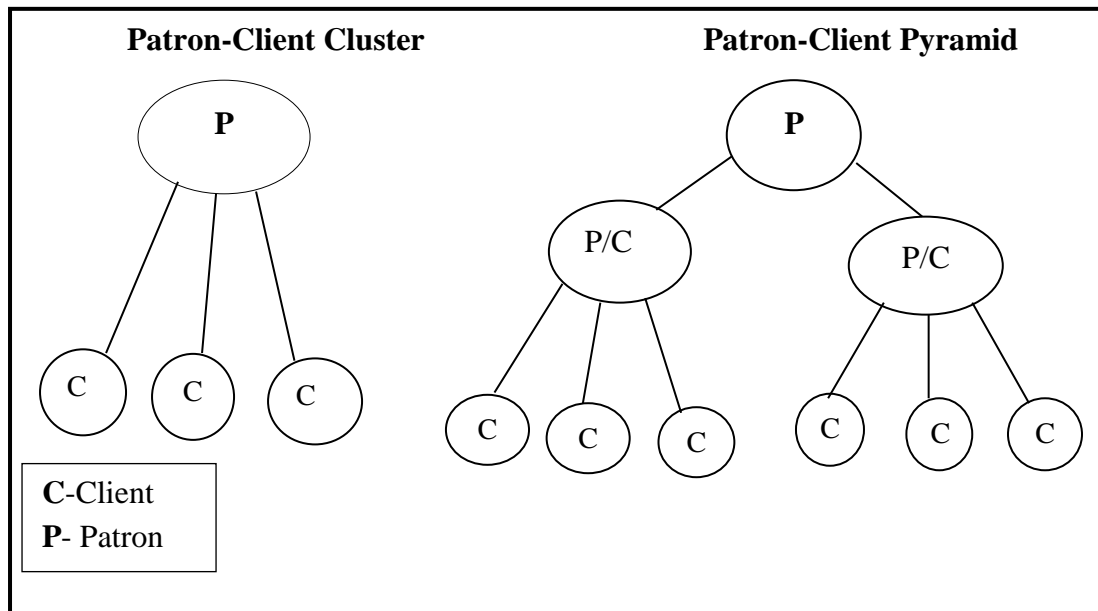 Patron-Client Cluster
P
C C C
Patron-Client Pyramid
P
P/C P/C
C C C C C C
C-Client
P- Patron